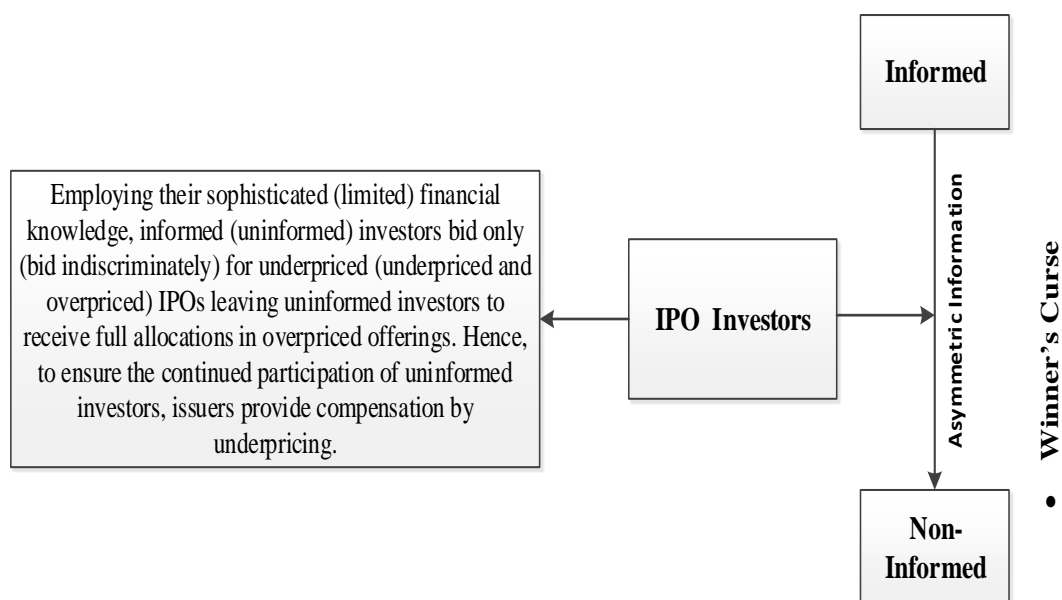 Informed
Employing their sophisticated (limited) financial
knowledge, informed (uninformed) investors bid only
(bid indiscriminately) for underpriced (underpriced and
overpriced) IPOs leaving uninformed investors to
receive full allocations in overpriced offerings. Hence,
to ensure the continued participation of uninformed
investors, issuers provide compensation by
underpricing.
IPO Investors
Asymmetric Information
• Winner's Curse
Non-
Informed